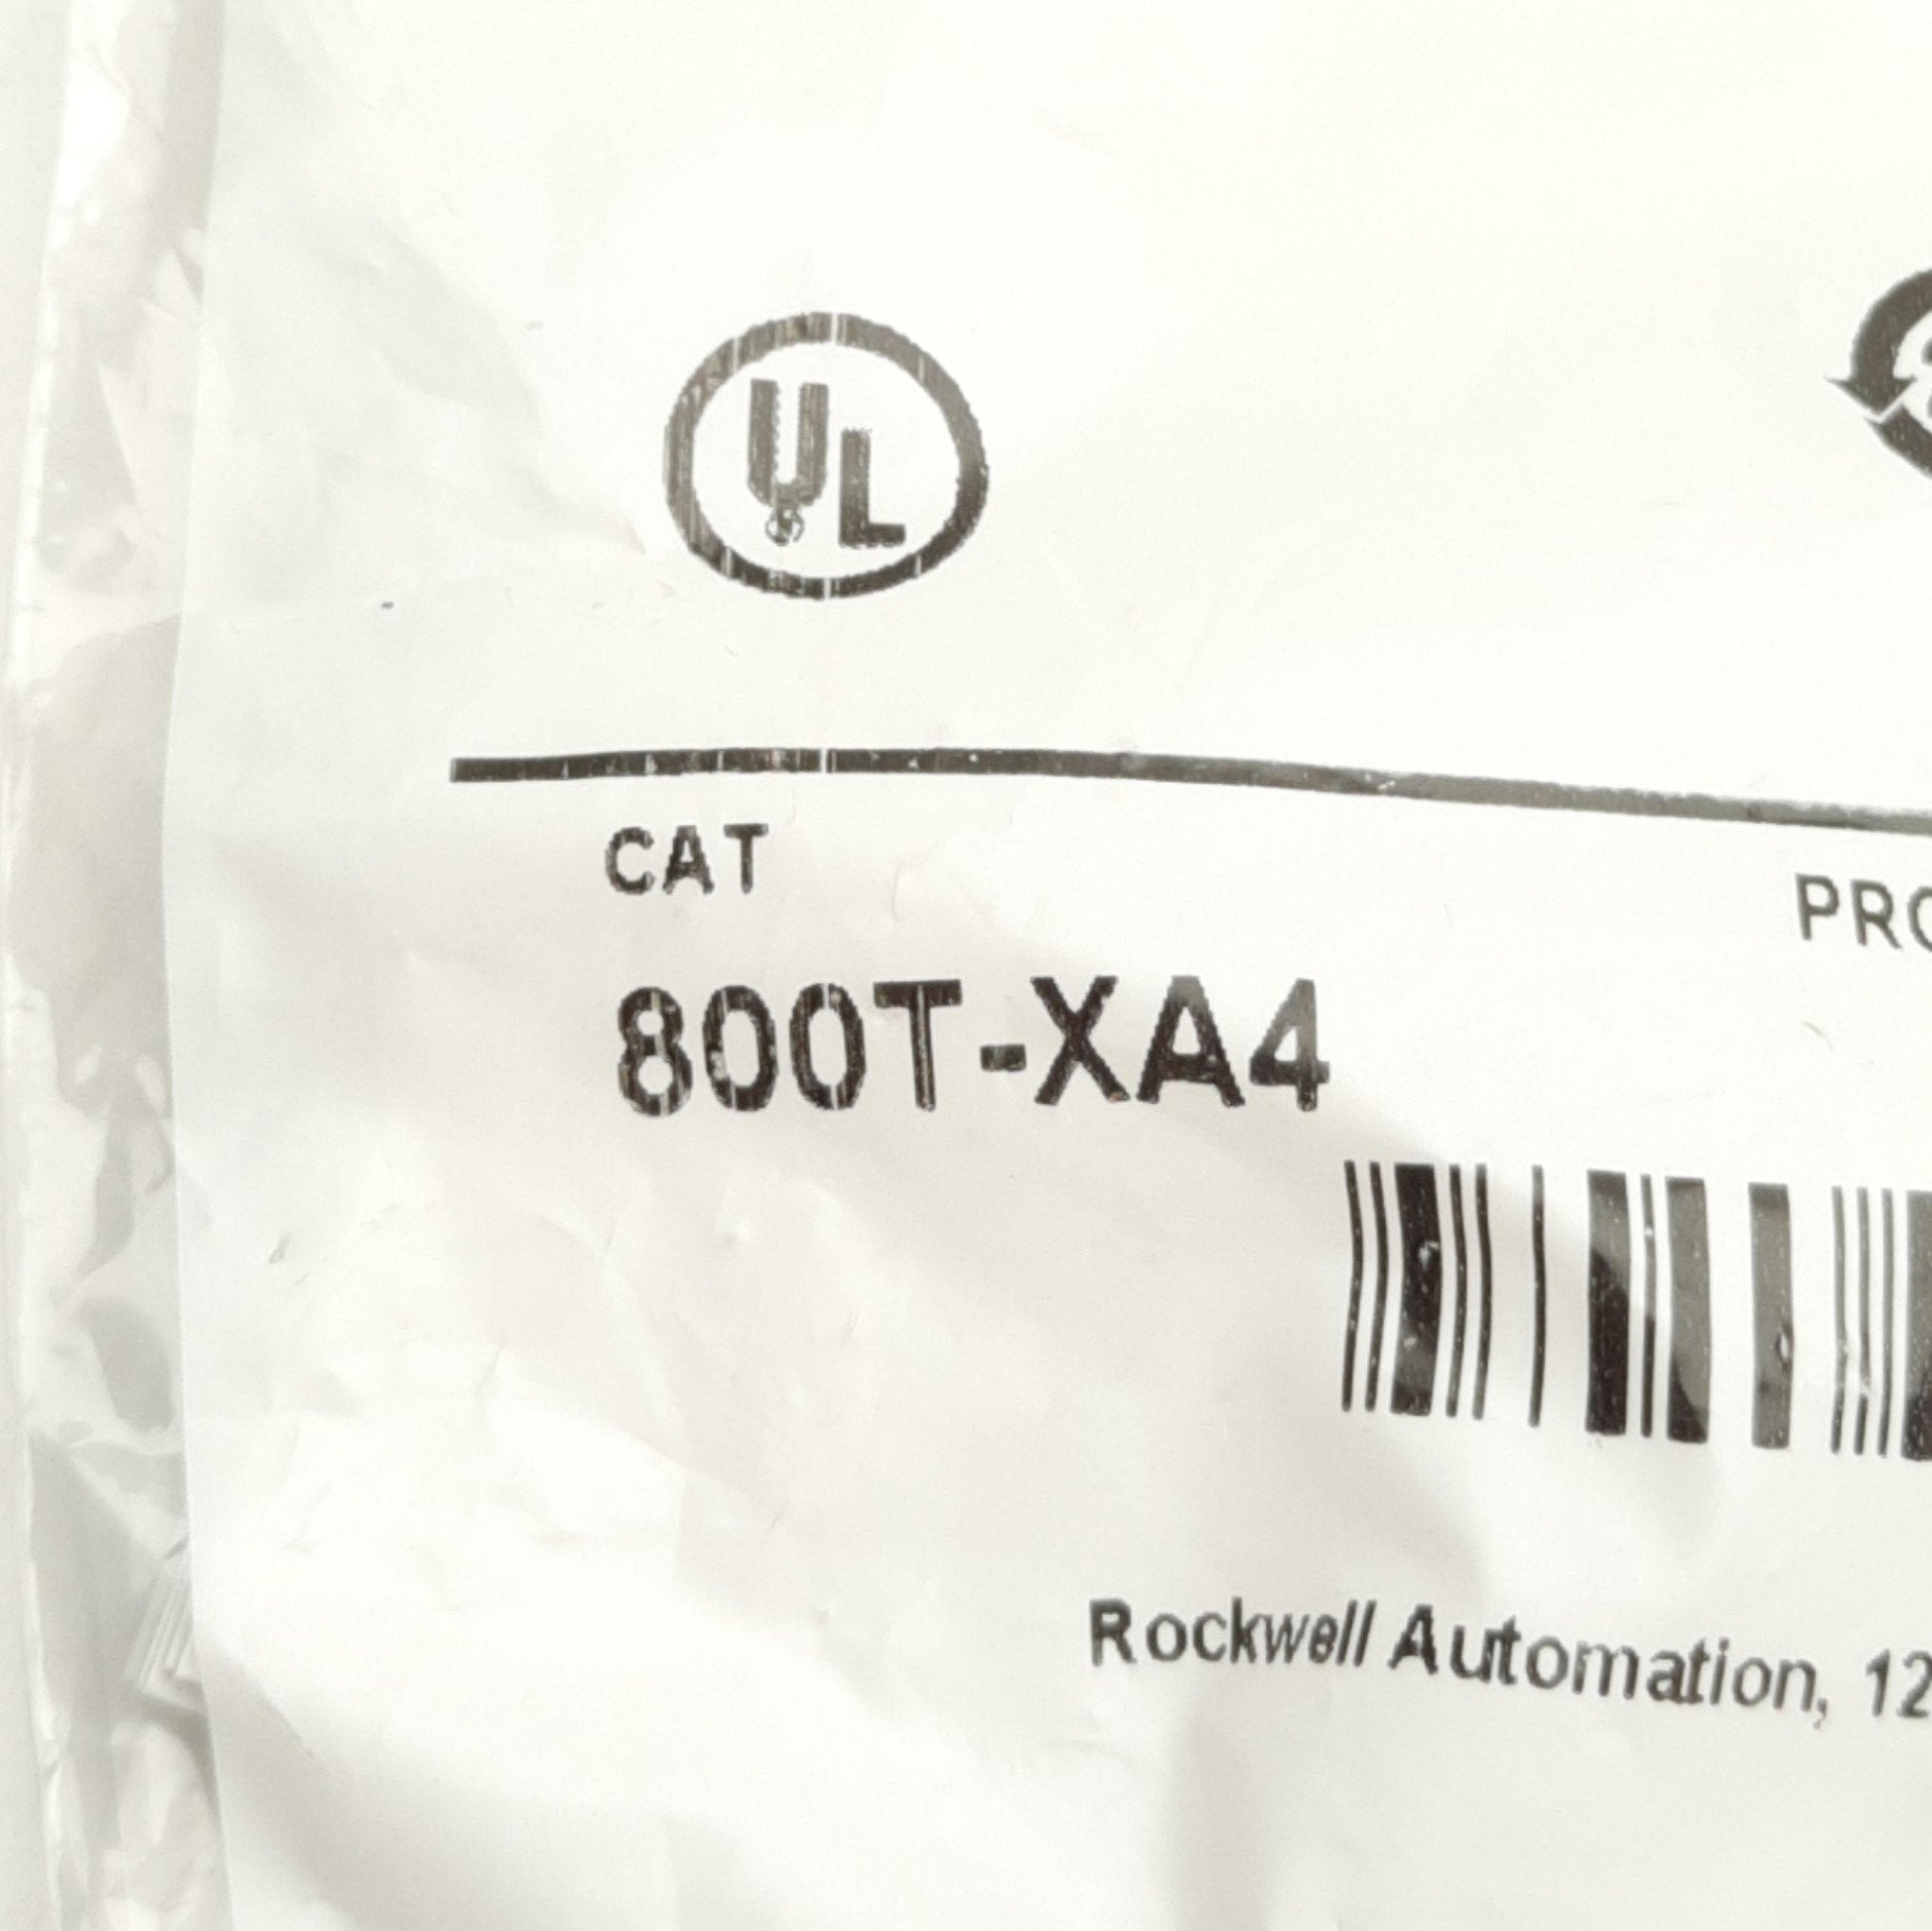 UL
CAT
PRO
800T-XA4
Rockwell Automation, 12